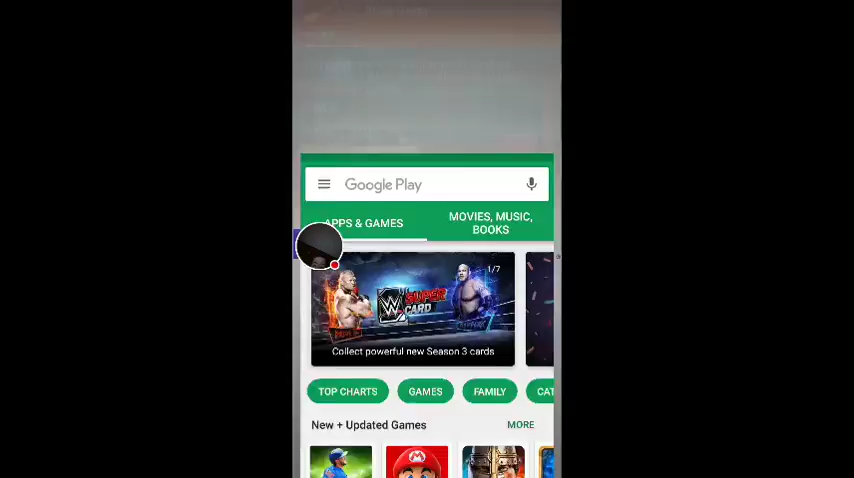 Google Play
APPS & GAMES
MOVIES, MUSIC,
BOOKS
1/7
W
SUPER
CARD
Collect powerful new Season 3 cards
TOP CHARTS
GAMES
FAMILY
CAT
New + Updated Games
MORE
M